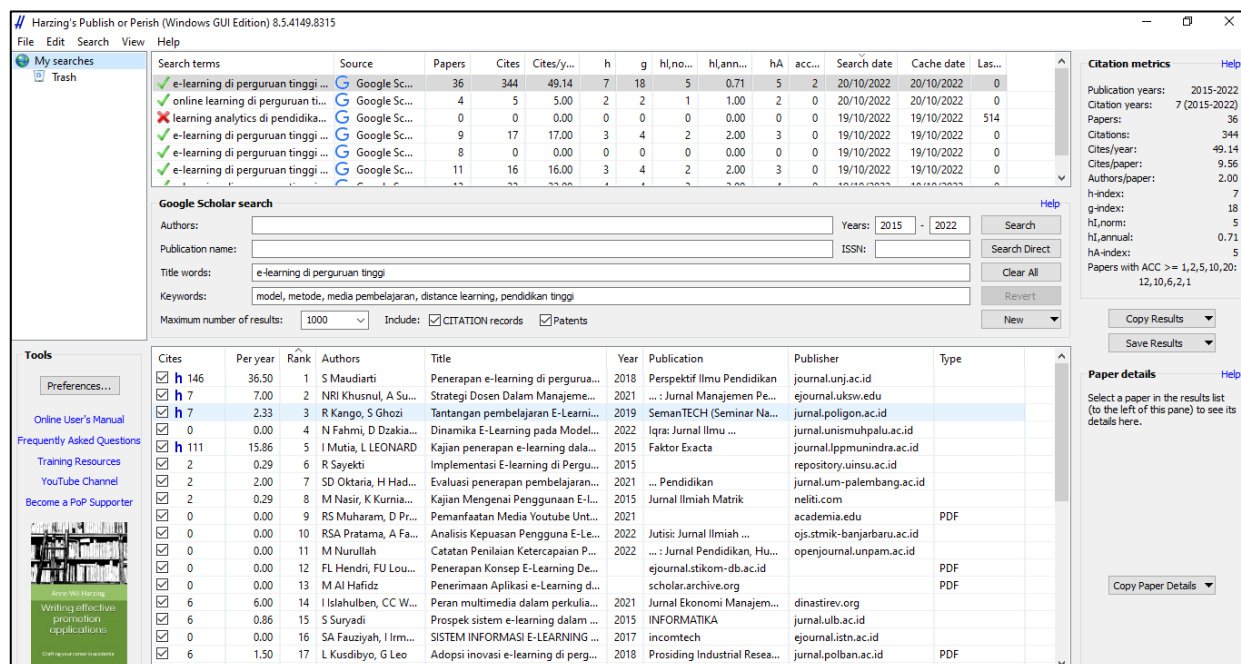 Harzing's Publish or Perish (Windows GUI Edition) 8.5.4149.8315
File Edit Search View Help
My searches
Trash
Search terms Source Papers Cites Cites/y... h g hI,no... hI,ann... hA acc... Search date Cache date Las...
e-learning di perguruan tinggi ... Google Sc... 36 344 49.14 7 18 5 0.71 5 2 20/10/2022 20/10/2022 0
online learning di perguruan ti... Google Sc... 4 5 5.00 2 2 1 1.00 2 0 20/10/2022 20/10/2022 0
learning analytics di pendidika... Google Sc... 0 0 0.00 0 0 0 0.00 0 0 19/10/2022 19/10/2022 514
e-learning di perguruan tinggi ... Google Sc... 9 17 17.00 3 4 2 2.00 3 0 19/10/2022 19/10/2022 0
e-learning di perguruan tinggi ... Google Sc... 8 0 0.00 0 0 0 0.00 0 0 19/10/2022 19/10/2022 0
e-learning di perguruan tinggi ... Google Sc... 11 16 16.00 3 4 2 2.00 3 0 19/10/2022 19/10/2022 0
Google Scholar search Help
Authors: Years: 2015 - 2022 Search
Publication name: ISSN: Search Direct
Title words: e-learning di perguruan tinggi Clear All
Keywords: model, metode, media pembelajaran, distance learning, pendidikan tinggi Revert
Maximum number of results: 1000 Include: CITATION records Patents New
Cites Per year Rank Authors Title Year Publication Publisher Type
h 146 36.50 1 S Maudiarti Penerapan e-learning di pergurua... 2018 Perspektif Ilmu Pendidikan journal.unj.ac.id
h 7 7.00 2 NRI Khusnul, A Su... Strategi Dosen Dalam Manajeme... 2021 ... : Jurnal Manajemen Pe... ejournal.uksw.edu
h 7 2.33 3 R Kango, S Ghozi Tantangan pembelajaran E-Learni... 2019 SemanTECH (Seminar Na... jurnal.poligon.ac.id
0 0.00 4 N Fahmi, D Dzakia... Dinamika E-Learning pada Model... 2022 Iqra: Jurnal Ilmu ... jurnal.unismuhpalu.ac.id
h 111 15.86 5 I Mutia, L LEONARD Kajian penerapan e-learning dala... 2015 Faktor Exacta journal.lppmunindra.ac.id
2 0.29 6 R Sayekti Implementasi E-learning di Pergu... 2015 repository.uinsu.ac.id
2 2.00 7 SD Oktaria, H Had... Evaluasi penerapan pembelajaran... 2021 ... Pendidikan jurnal.um-palembang.ac.id
2 0.29 8 M Nasir, K Kurnia... Kajian Mengenai Penggunaan E-l... 2015 Jurnal Ilmiah Matrik neliti.com
0 0.00 9 RS Muharam, D Pr... Pemanfaatan Media Youtube Unt... 2021 academia.edu PDF
0 0.00 10 RSA Pratama, A Fa... Analisis Kepuasan Pengguna E-Le... 2022 Jutisi: Jurnal Ilmiah ... ojs.stmik-banjarbaru.ac.id
0 0.00 11 M Nurullah Catatan Penilaian Ketercapaian P... 2022 ... : Jurnal Pendidikan, Hu... openjournal.unpam.ac.id
0 0.00 12 FL Hendri, FU Lou... Penerapan Konsep E-Learning De... ejournal.stikom-db.ac.id PDF
0 0.00 13 M Al Hafidz Penerimaan Aplikasi e-Learning d... scholar.archive.org PDF
6 6.00 14 I Islahulben, CC W... Peran multimedia dalam perkulia... 2021 Jurnal Ekonomi Manajem... dinastirev.org
6 0.86 15 S Suryadi Prospek sistem e-learning dalam ... 2015 INFORMATIKA jurnal.ulb.ac.id
0 0.00 16 SA Fauziyah, I Irm... SISTEM INFORMASI E-LEARNING ... 2017 incomtech ejournal.istn.ac.id
6 1.50 17 L Kusdibyo, G Leo Adopsi inovasi e-learning di perg... 2018 Prosiding Industrial Resea... jurnal.polban.ac.id PDF
Tools
Preferences...
Online User's Manual
Frequently Asked Questions
Training Resources
YouTube Channel
Become a PoP Supporter
Anne-Wil Harzing
Writing effective
promotion
applications
Crafting your career in academia
Citation metrics Help
Publication years: 2015-2022
Citation years: 7 (2015-2022)
Papers: 36
Citations: 344
Cites/year: 49.14
Cites/paper: 9.56
Authors/paper: 2.00
h-index: 7
g-index: 18
hI,norm: 5
hI,annual: 0.71
hA-index: 5
Papers with ACC >= 1,2,5,10,20:
12,10,6,2,1
Copy Results
Save Results
Paper details Help
Select a paper in the results list
(to the left of this pane) to see its
details here.
Copy Paper Details